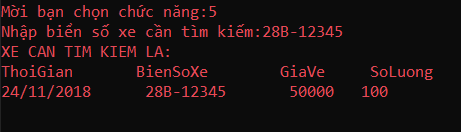 Mời bạn chọn chức năng:5
Nhập biển số xe cần tìm kiếm:28B-12345
XE CAN TIM KIEM LA:
ThoiGian BienSoXe GiaVe SoLuong
24/11/2018 28B-12345 50000 100